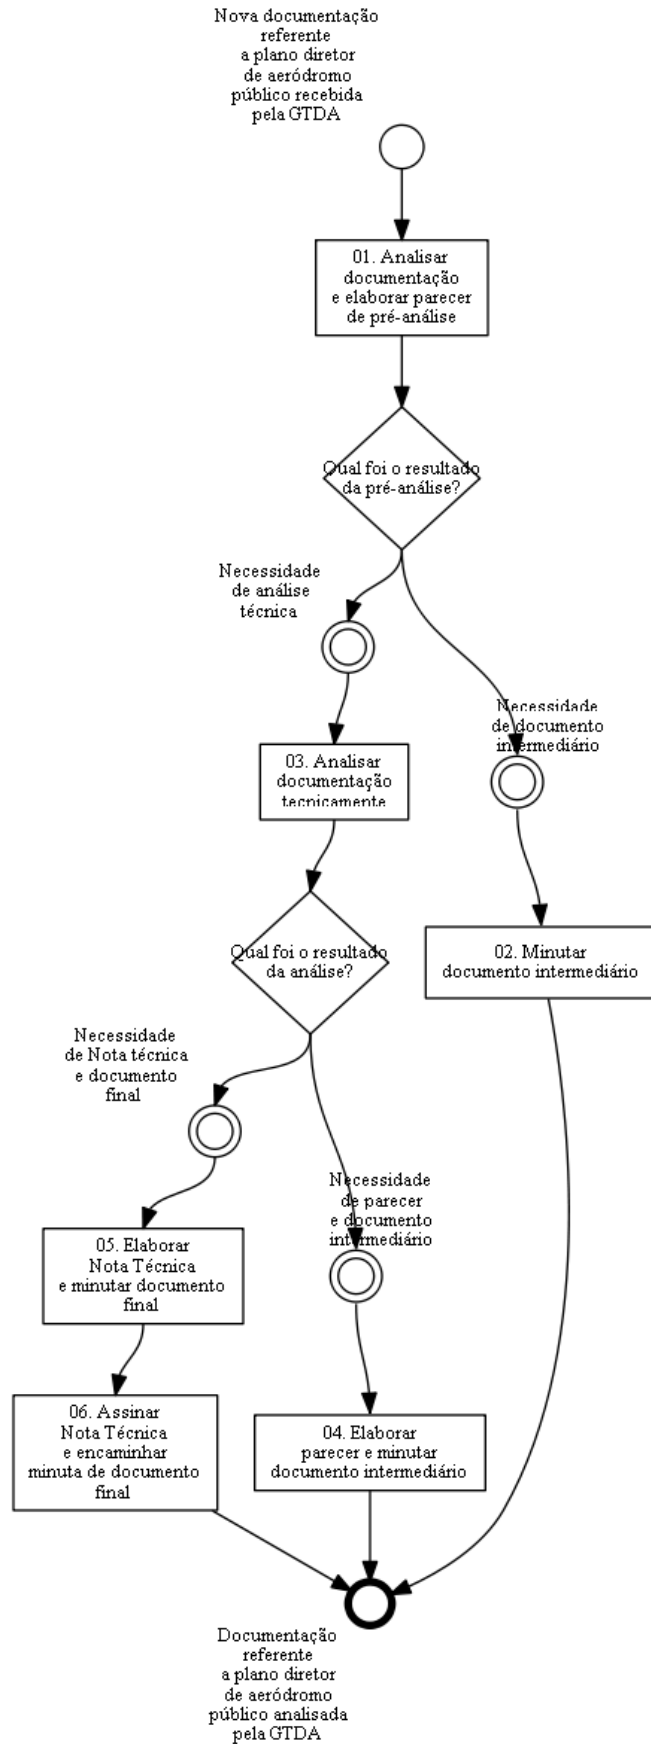 Nova documentação
referente
a plano diretor
de aeródromo
público recebida
pela GTDA
01. Analisar
documentação
e elaborar parecer
de pré-análise
Qual foi o resultado
da pré-análise?
Necessidade
de análise
técnica
Necessidade
de documento
intermediário
03. Analisar
documentação
tecnicamente
02. Minutar
documento intermediário
Qual foi o resultado
da análise?
Necessidade
de Nota técnica
e documento
final
Necessidade
de parecer
e documento
intermediário
05. Elaborar
Nota Técnica
e minutar documento
final
06. Assinar
Nota Técnica
e encaminhar
minuta de documento
final
04. Elaborar
parecer e minutar
documento intermediário
Documentação
referente
a plano diretor
de aeródromo
público analisada
pela GTDA